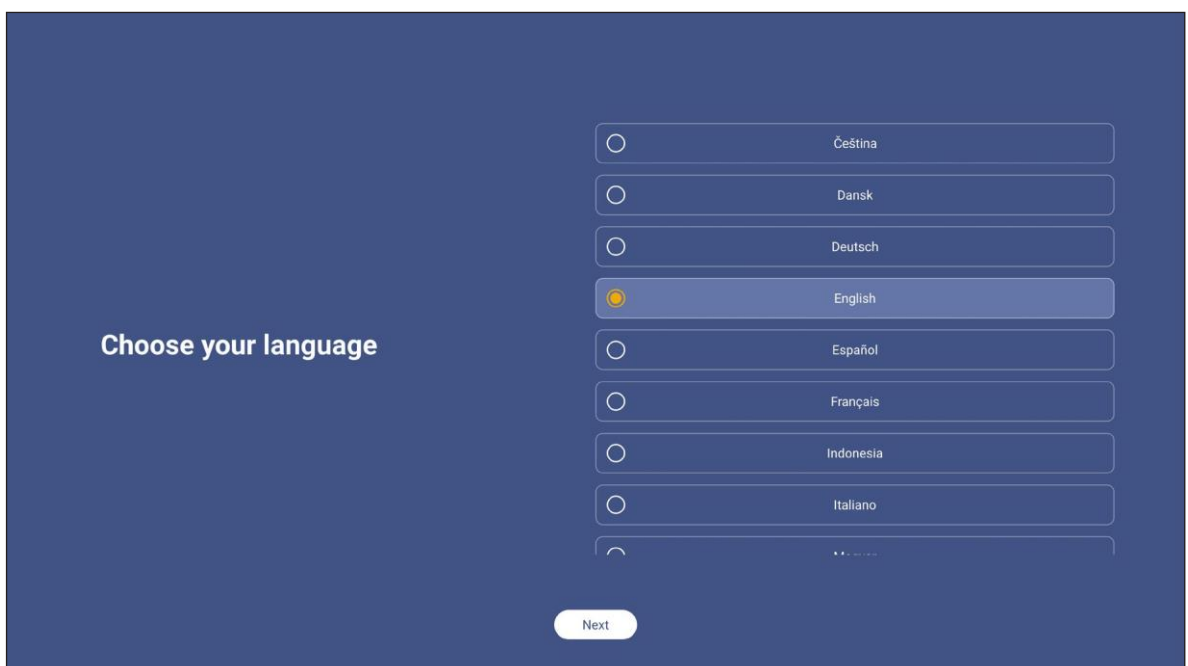 Choose your language
Čeština
Dansk
Deutsch
English
Español
Français
Indonesia
Italiano
Next